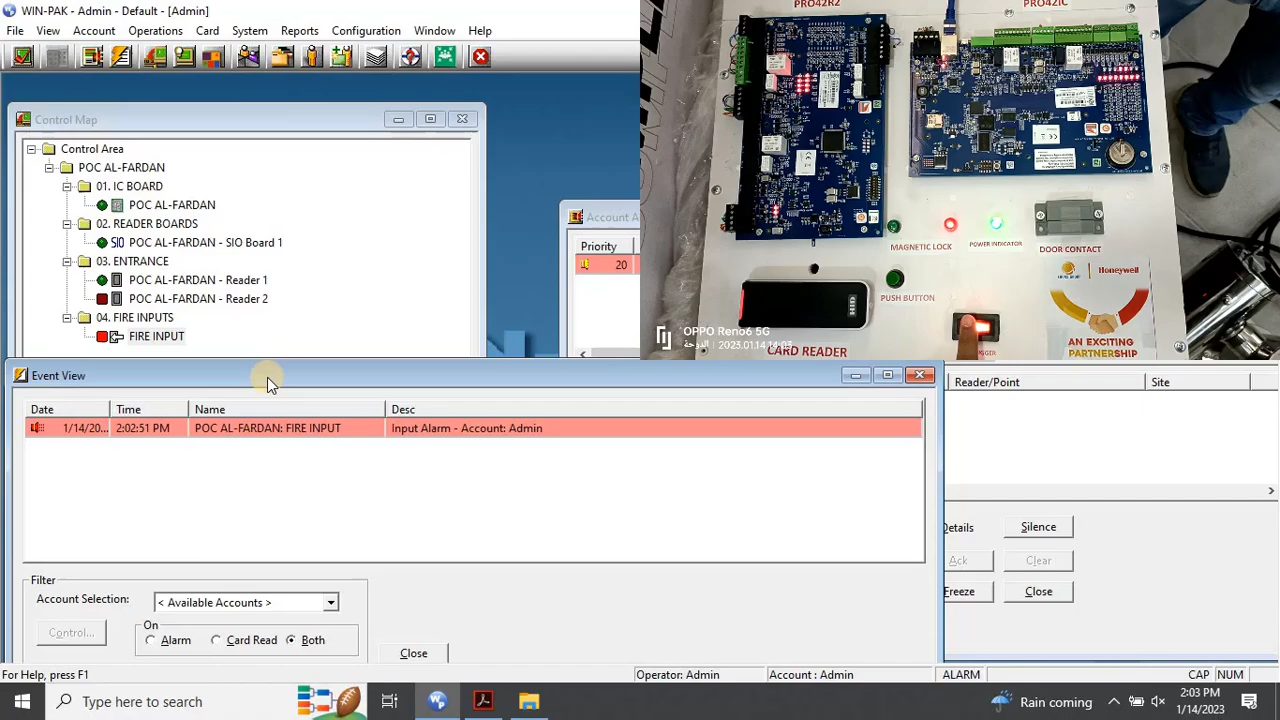 WIN-PAK - Admin - Default - [Admin]
File View Accounts Operations Card System Reports Configuration Window Help
Control Map
Control Area
POC AL-FARDAN
01. IC BOARD
POC AL-FARDAN
02. READER BOARDS
POC AL-FARDAN - SIO Board 1
03. ENTRANCE
POC AL-FARDAN - Reader 1
POC AL-FARDAN - Reader 2
04. FIRE INPUTS
FIRE INPUT
Account A
Priority
20
PRO42R2
PRO42IC
MAGNETIC LOCK
POWER INDICATOR
DOOR CONTACT
PUSH BUTTON
Honeywell
CARD READER
AN EXCITING
PARTNERSHIP
OPPO Reno6 5G
2023.01.14 14:03 الدوحة
Event View
Date Time Name Desc
1/14/20... 2:02:51 PM POC AL-FARDAN: FIRE INPUT Input Alarm - Account: Admin
Filter
Account Selection: < Available Accounts >
Control...
On
Alarm Card Read Both
Close
Reader/Point Site
Details Silence
Ack Clear
Freeze Close
For Help, press F1 Operator: Admin Account : Admin ALARM CAP NUM
Type here to search
Rain coming
2:03 PM
1/14/2023